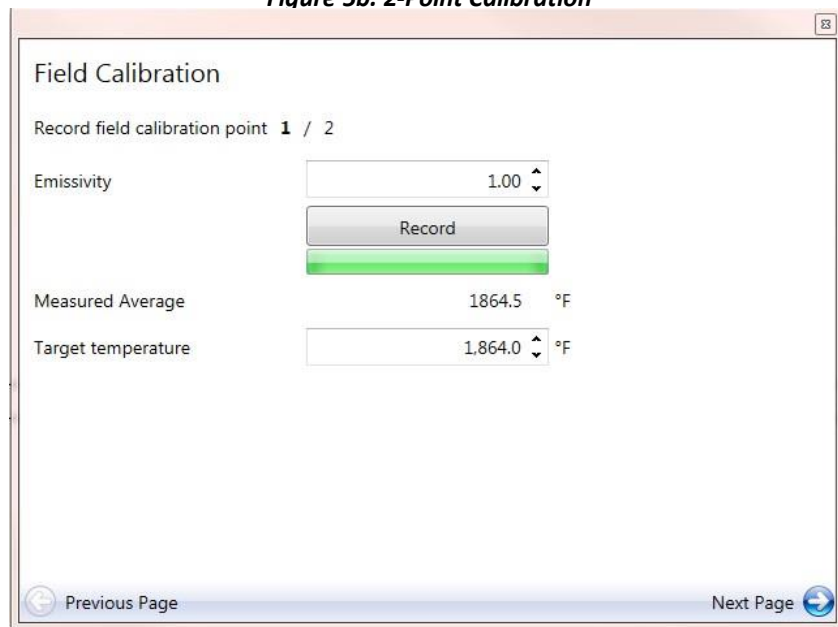 Figure 5b: 2-Point Calibration
Field Calibration
Record field calibration point 1 / 2
Emissivity 1.00
Record
Measured Average 1864.5 °F
Target temperature 1,864.0 °F
Previous Page Next Page